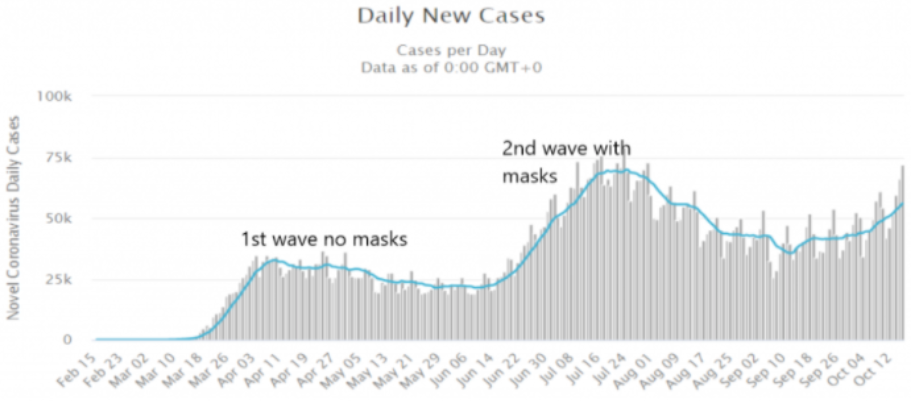 Daily New Cases
Cases per Day
Data as of 0:00 GMT+0
Novel Coronavirus Daily Cases
100k
75k
50k
25k
0
1st wave no masks
2nd wave with
masks
Feb 15
Feb 23
Mar 02
Mar 10
Mar 18
Mar 26
Apr 03
Apr 11
Apr 19
Apr 27
May 05
May 13
May 21
May 29
Jun 06
Jun 14
Jun 22
Jun 30
Jul 08
Jul 16
Jul 24
Aug 01
Aug 09
Aug 17
Aug 25
Sep 02
Sep 10
Sep 18
Sep 26
Oct 04
Oct 12